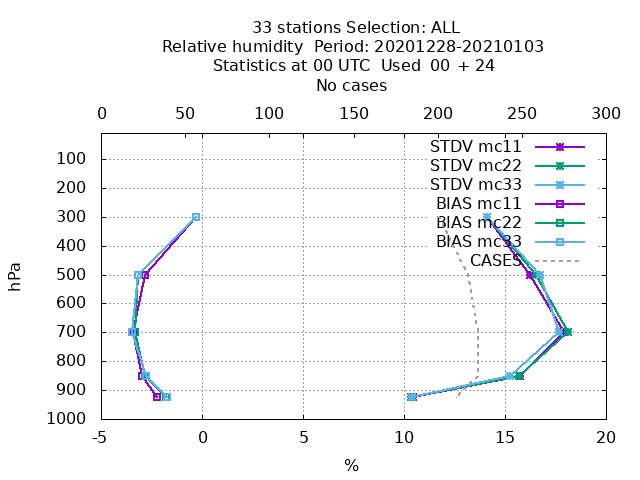 33 stations Selection: ALL
Relative humidity  Period: 20201228-20210103
Statistics at 00 UTC  Used  00 + 24
No cases
0 50 100 150 200 250 300
STDV mc11
STDV mc22
STDV mc33
BIAS mc11
BIAS mc22
BIAS mc33
CASES
100
200
300
400
500
600
700
800
900
1000
hPa
-5 0 5 10 15 20
%